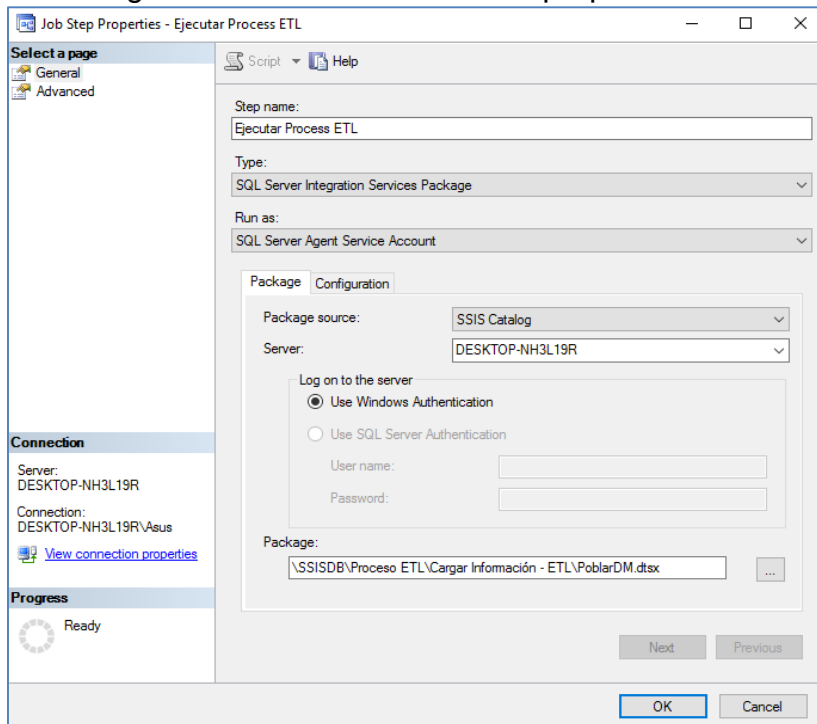 Job Step Properties - Ejecutar Process ETL
Select a page
General
Advanced
Script
Help
Step name:
Ejecutar Process ETL
Type:
SQL Server Integration Services Package
Run as:
SQL Server Agent Service Account
Package
Configuration
Package source:
SSIS Catalog
Server:
DESKTOP-NH3L19R
Log on to the server
Use Windows Authentication
Use SQL Server Authentication
User name:
Password:
Package:
\SSISDB\Proceso ETL\Cargar Información - ETL\PoblarDM.dtsx
...
Connection
Server:
DESKTOP-NH3L19R
Connection:
DESKTOP-NH3L19R\Asus
View connection properties
Progress
Ready
Next
Previous
OK
Cancel